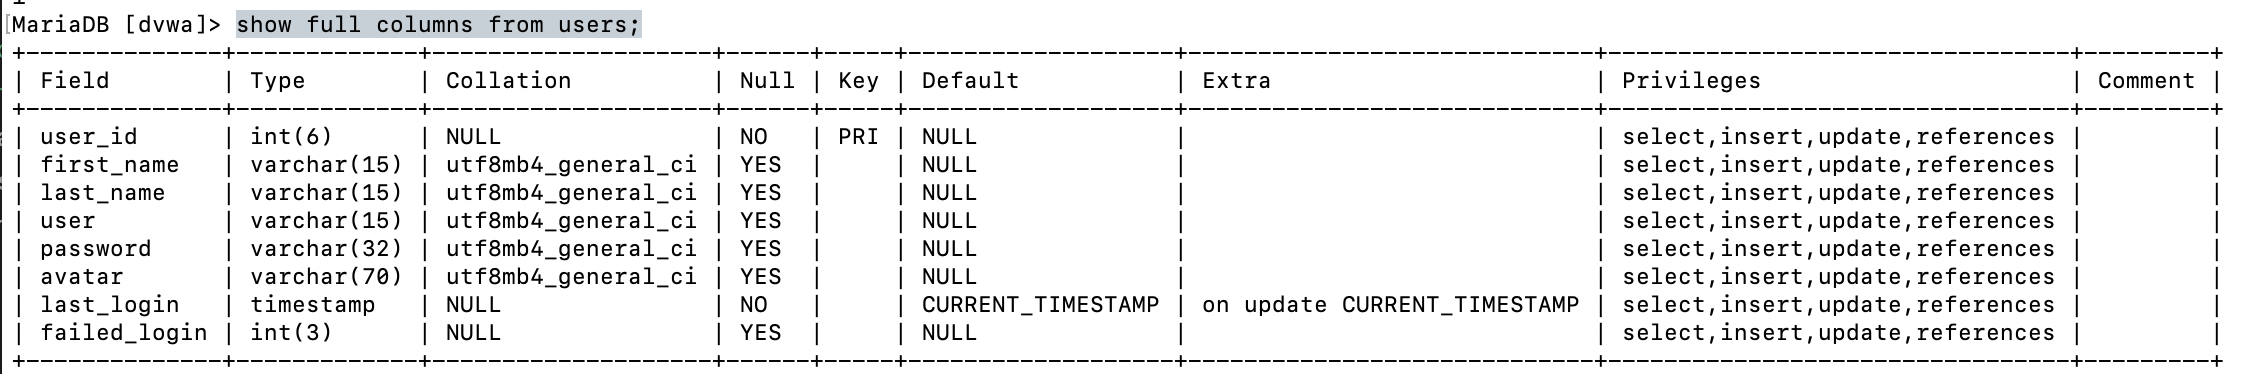 MariaDB [dvwa]> show full columns from users;
+--------------+-------------+--------------------+------+-----+-------------------+-----------------------------+---------------------------------+---------+
| Field        | Type        | Collation          | Null | Key | Default           | Extra                       | Privileges                      | Comment |
+--------------+-------------+--------------------+------+-----+-------------------+-----------------------------+---------------------------------+---------+
| user_id      | int(6)      | NULL               | NO   | PRI | NULL              |                             | select,insert,update,references |         |
| first_name   | varchar(15) | utf8mb4_general_ci | YES  |     | NULL              |                             | select,insert,update,references |         |
| last_name    | varchar(15) | utf8mb4_general_ci | YES  |     | NULL              |                             | select,insert,update,references |         |
| user         | varchar(15) | utf8mb4_general_ci | YES  |     | NULL              |                             | select,insert,update,references |         |
| password     | varchar(32) | utf8mb4_general_ci | YES  |     | NULL              |                             | select,insert,update,references |         |
| avatar       | varchar(70) | utf8mb4_general_ci | YES  |     | NULL              |                             | select,insert,update,references |         |
| last_login   | timestamp   | NULL               | NO   |     | CURRENT_TIMESTAMP | on update CURRENT_TIMESTAMP | select,insert,update,references |         |
| failed_login | int(3)      | NULL               | YES  |     | NULL              |                             | select,insert,update,references |         |
+--------------+-------------+--------------------+------+-----+-------------------+-----------------------------+---------------------------------+---------+